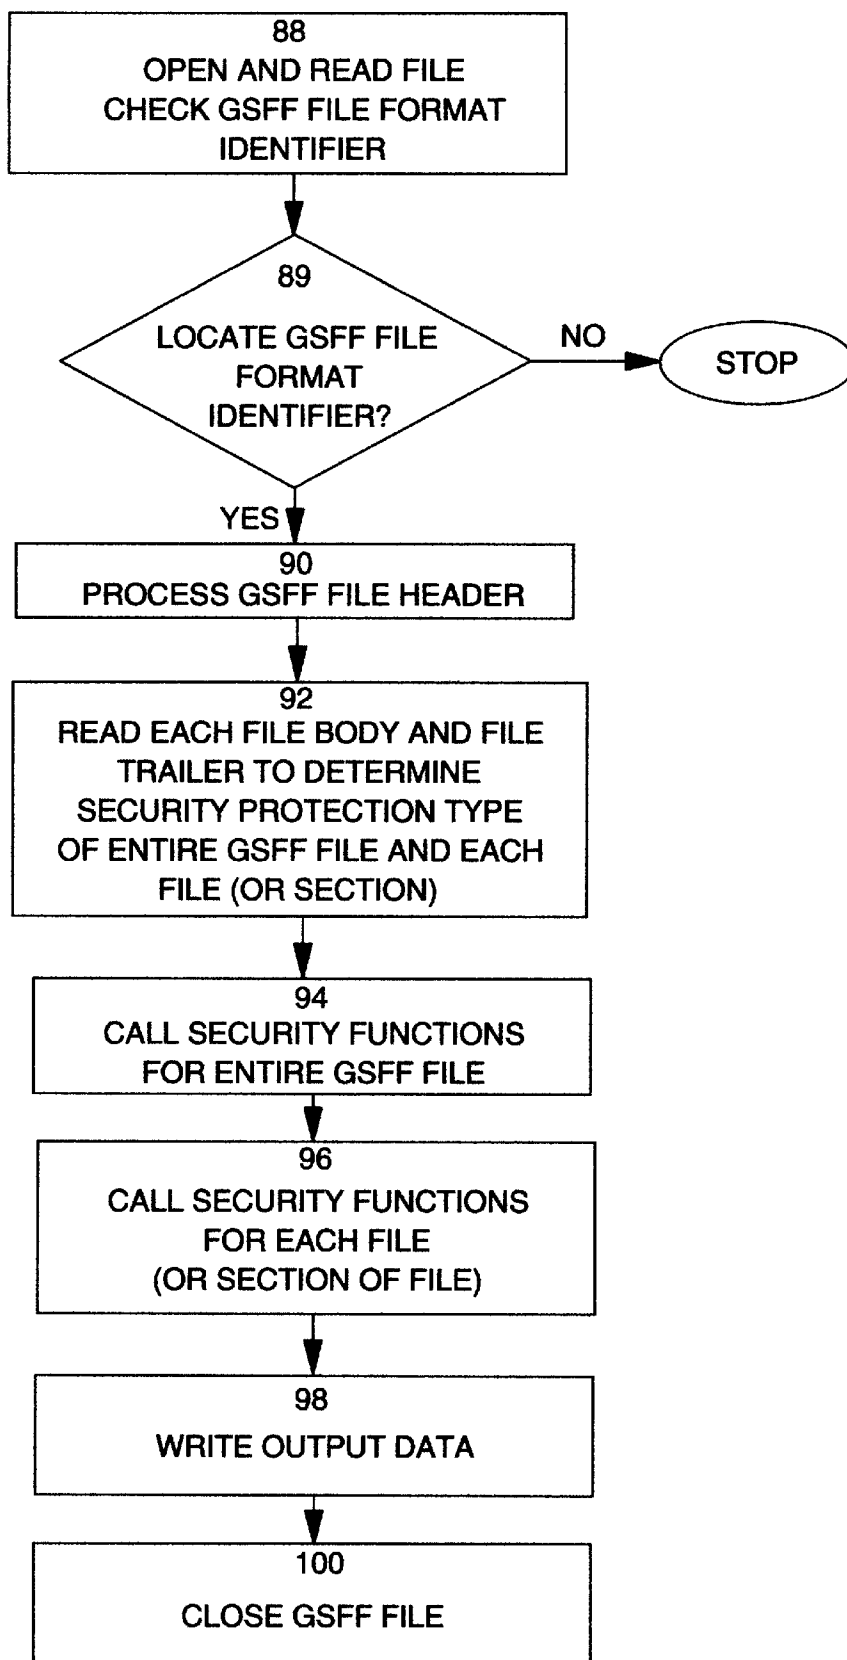 88
OPEN AND READ FILE
CHECK GSFF FILE FORMAT
IDENTIFIER
89
LOCATE GSFF FILE
FORMAT
IDENTIFIER?
NO
STOP
YES
90
PROCESS GSFF FILE HEADER
92
READ EACH FILE BODY AND FILE
TRAILER TO DETERMINE
SECURITY PROTECTION TYPE
OF ENTIRE GSFF FILE AND EACH
FILE (OR SECTION)
94
CALL SECURITY FUNCTIONS
FOR ENTIRE GSFF FILE
96
CALL SECURITY FUNCTIONS
FOR EACH FILE
(OR SECTION OF FILE)
98
WRITE OUTPUT DATA
100
CLOSE GSFF FILE